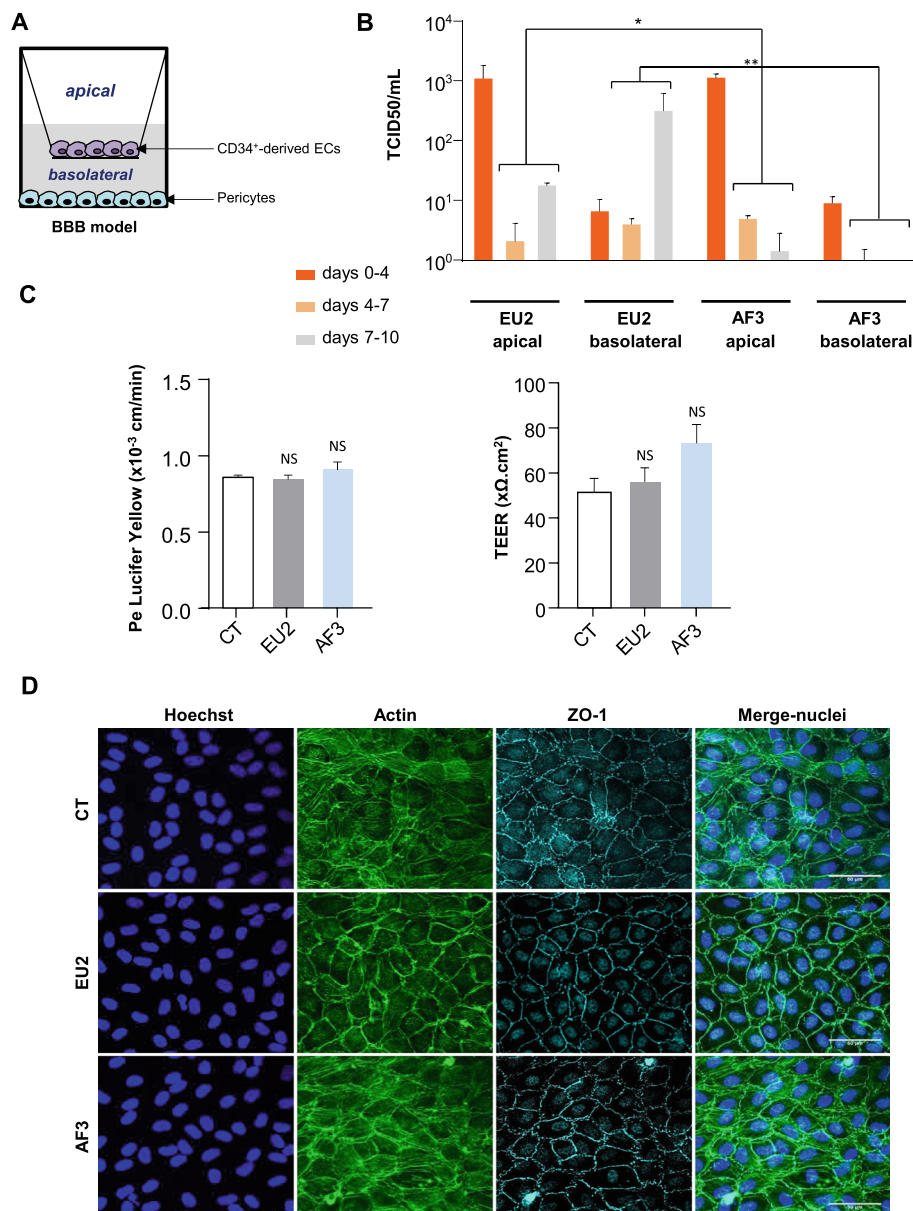 A
apical
basolateral
CD34⁺-derived ECs
Pericytes
BBB model
B
TCID50/mL
10⁴
10³
10²
10¹
10⁰
*
**
EU2 apical
EU2 basolateral
AF3 apical
AF3 basolateral
days 0-4
days 4-7
days 7-10
C
Pe Lucifer Yellow (x10⁻³ cm/min)
1.5
1.0
0.5
0.0
NS
NS
CT
EU2
AF3
TEER (xΩ.cm²)
100
80
60
40
20
0
NS
NS
CT
EU2
AF3
D
Hoechst
Actin
ZO-1
Merge-nuclei
CT
EU2
AF3